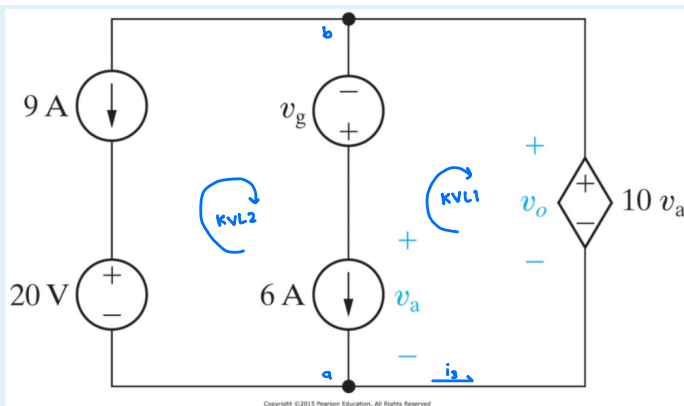 b
9 A
−
v_g
+
+
+
v_o
−
10 v_a
−
KVL1
KVL2
+
20 V
+
−
6 A
v_a
−
a
i_3
Copyright ©2015 Pearson Education, All Rights Reserved